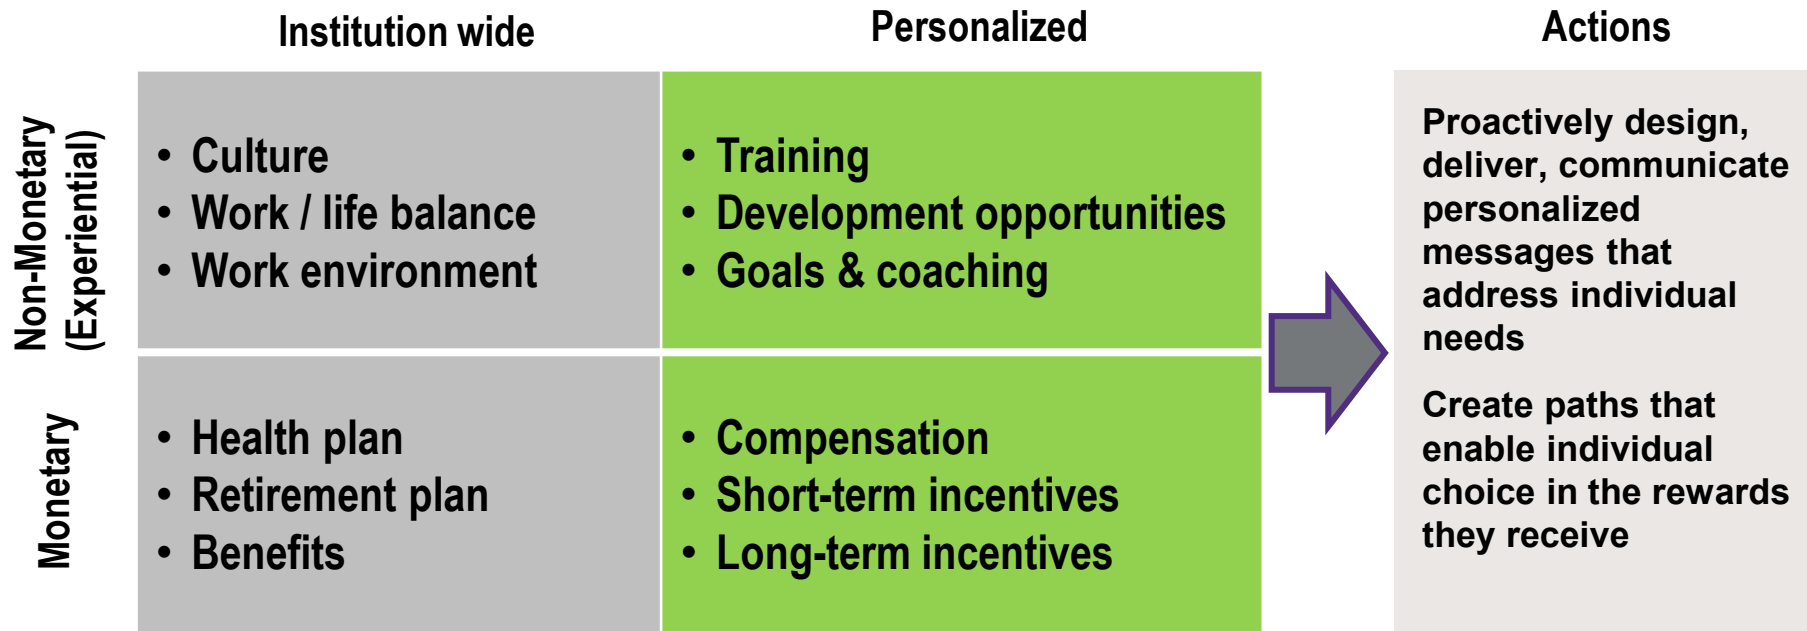 Institution wide
Personalized
Actions
Non-Monetary
(Experiential)
• Culture
• Work / life balance
• Work environment
• Training
• Development opportunities
• Goals & coaching
Monetary
• Health plan
• Retirement plan
• Benefits
• Compensation
• Short-term incentives
• Long-term incentives
Proactively design,
deliver, communicate
personalized
messages that
address individual
needs
Create paths that
enable individual
choice in the rewards
they receive